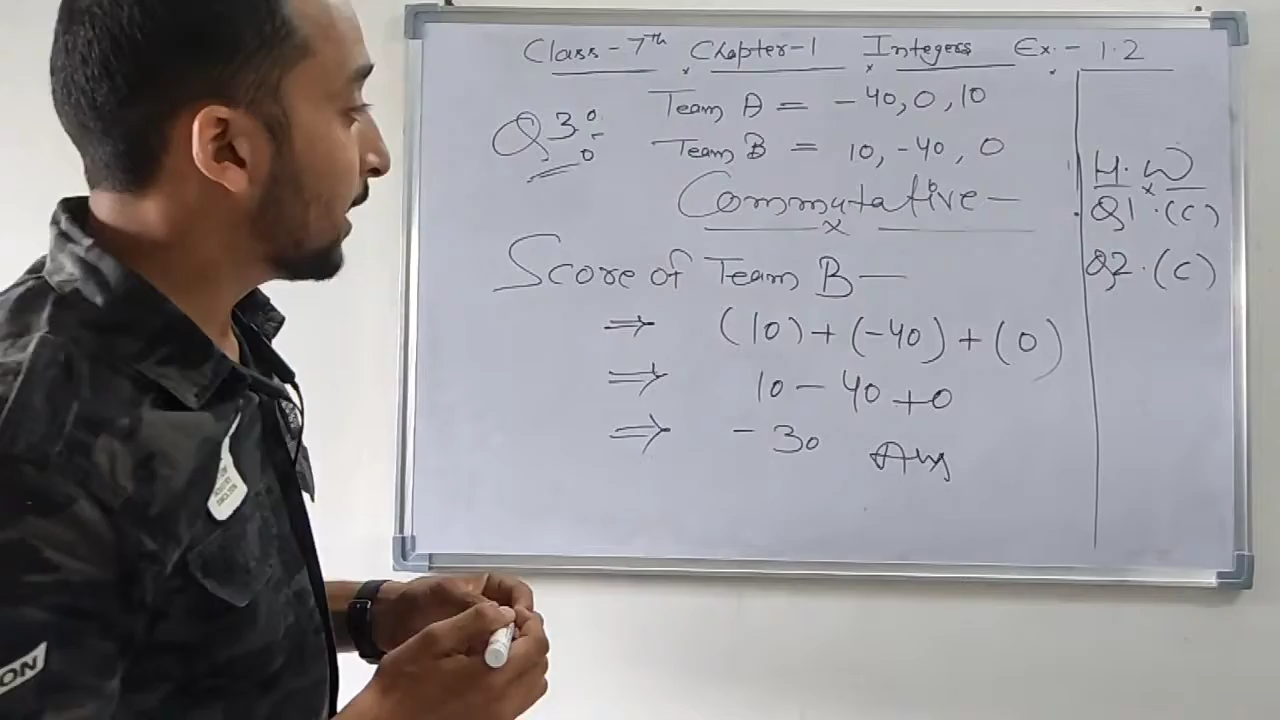 Class-7th Chapter-1 Integers Ex.- 1.2
Q3: Team A = -40, 0, 10
Team B = 10, -40, 0
Commutative-
Score of Team B-
⇒ (10)+(-40)+(0)
⇒ 10-40+0
⇒ -30 Ans
H.W
Q1.(C)
Q2.(C)
ON